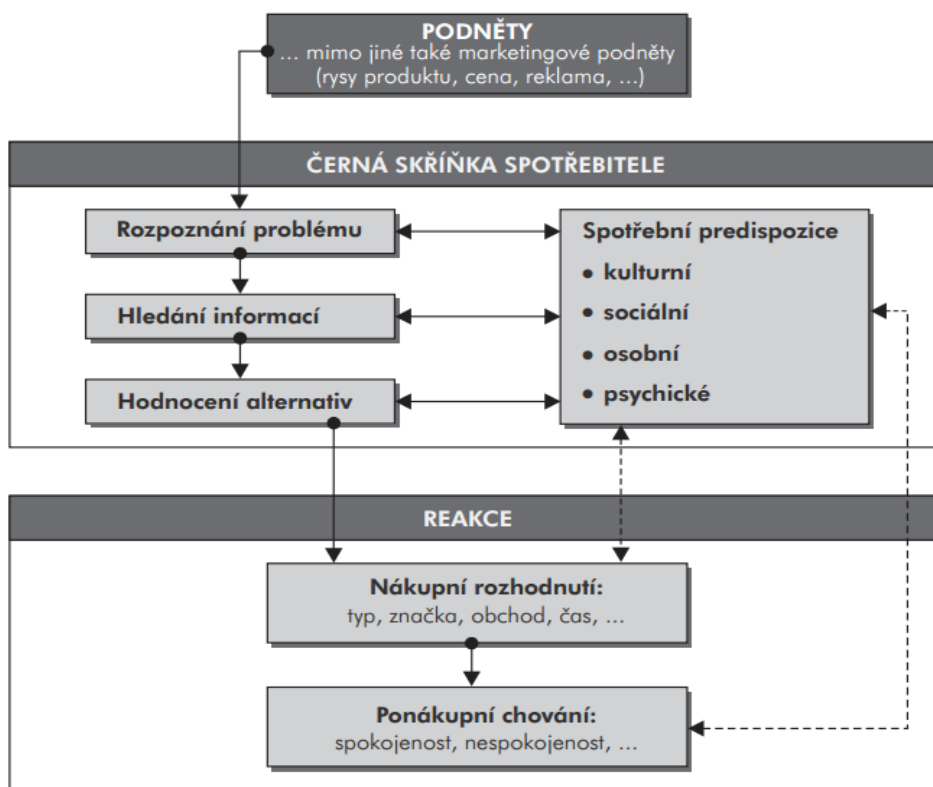 PODNĚTY
... mimo jiné také marketingové podněty
(rysy produktu, cena, reklama, ...)
ČERNÁ SKŘÍŇKA SPOTŘEBITELE
Rozpoznání problému
Hledání informací
Hodnocení alternativ
Spotřební predispozice
• kulturní
• sociální
• osobní
• psychické
REAKCE
Nákupní rozhodnutí:
typ, značka, obchod, čas, ...
Ponákupní chování:
spokojenost, nespokojenost, ...